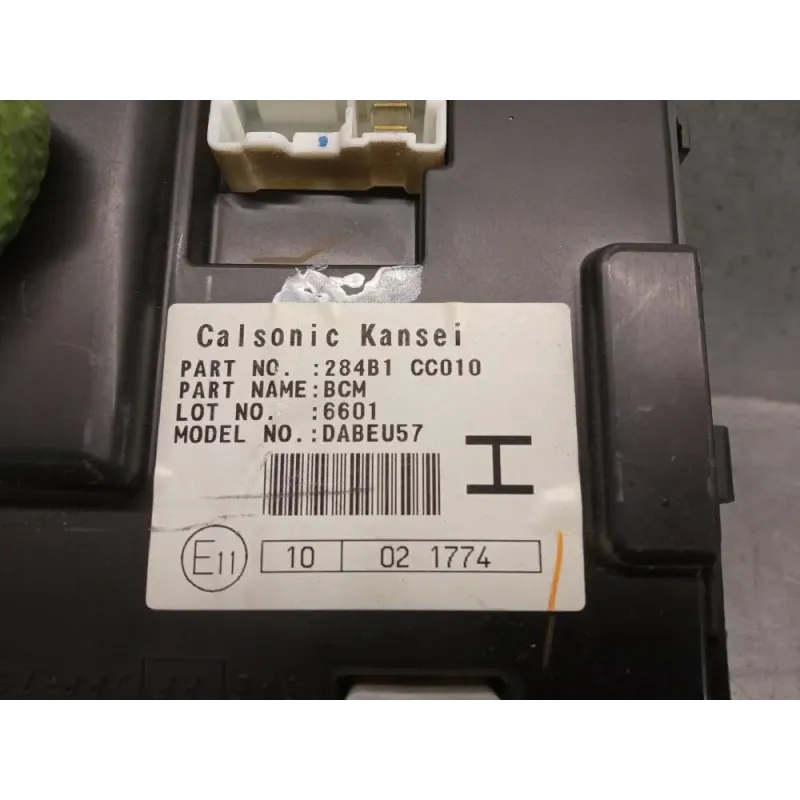 Calsonic Kansei
PART NO. :284B1 CC010
PART NAME:BCM
LOT NO. :6601
MODEL NO.:DABEU57
H
E11 10 02 1774